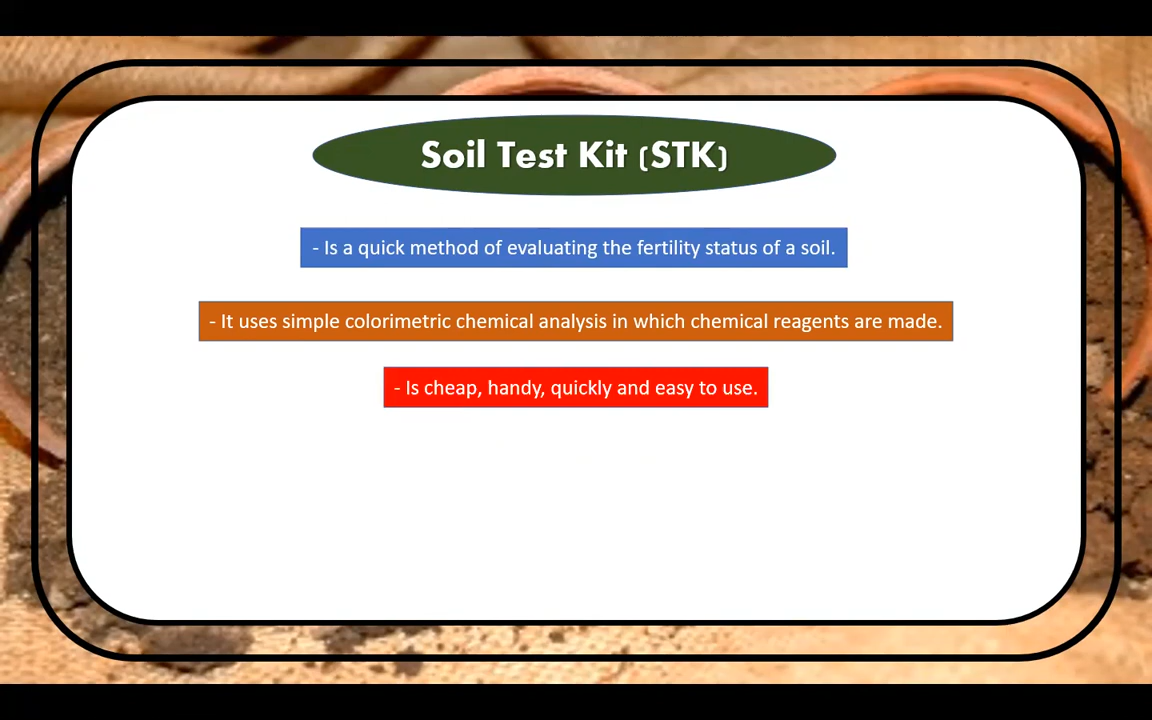 Soil Test Kit (STK)
- Is a quick method of evaluating the fertility status of a soil.
- It uses simple colorimetric chemical analysis in which chemical reagents are made.
- Is cheap, handy, quickly and easy to use.